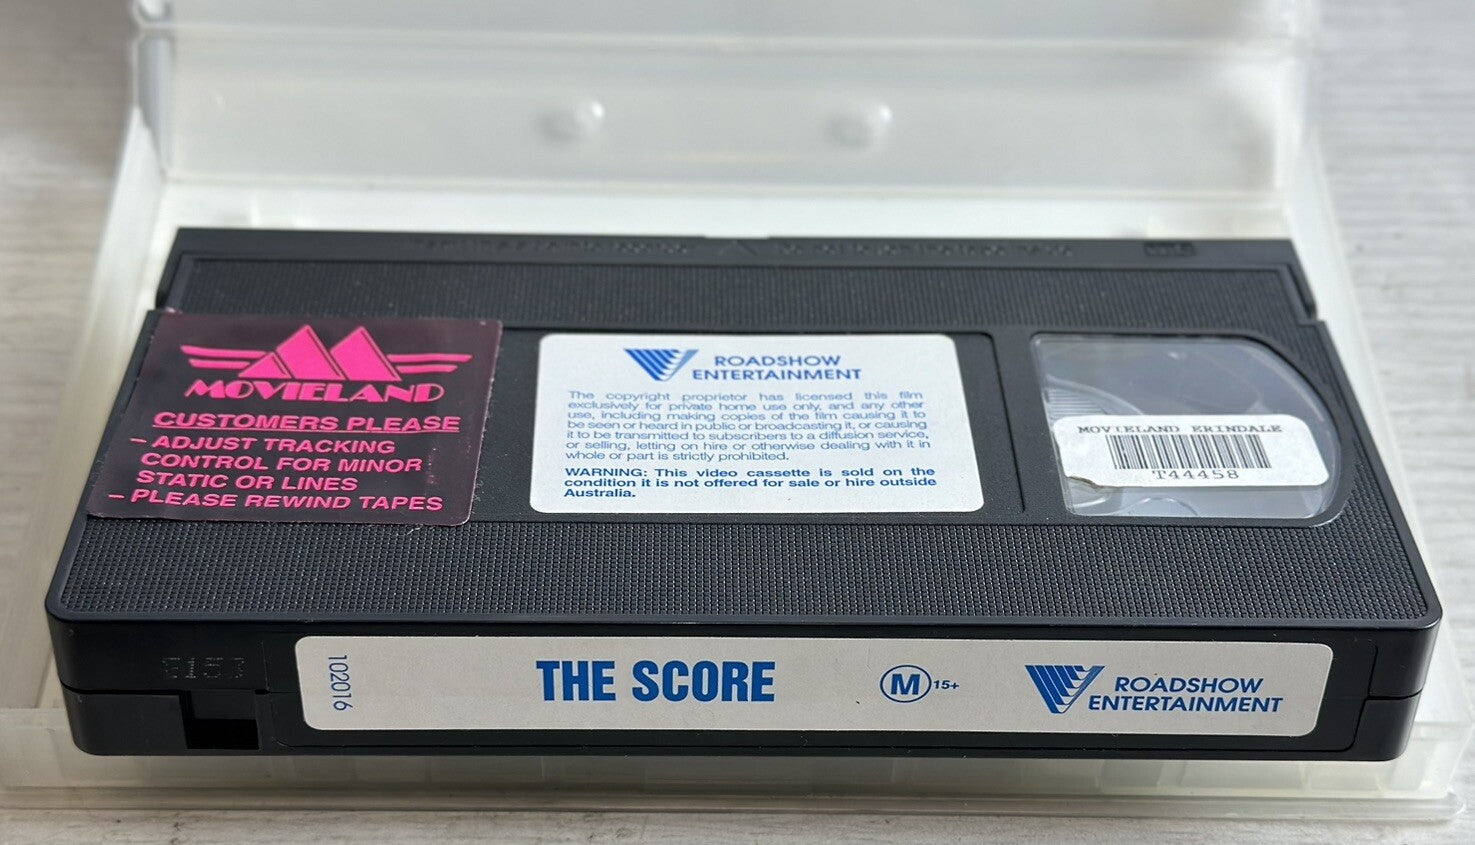 MOVIELAND
CUSTOMERS PLEASE
– ADJUST TRACKING
CONTROL FOR MINOR
STATIC OR LINES
– PLEASE REWIND TAPES
ROADSHOW
ENTERTAINMENT
The copyright proprietor has licensed this film
exclusively for private home use only, and any other
use, including making copies of the film causing it to
be seen or heard in public or broadcasting it, or causing
it to be transmitted to subscribers to a diffusion service,
or selling, letting on hire or otherwise dealing with it in
whole or part is strictly prohibited.
WARNING: This video cassette is sold on the
condition it is not offered for sale or hire outside
Australia.
MOVIELAND ERINDALE
T44458
102016
THE SCORE
M 15+
ROADSHOW
ENTERTAINMENT